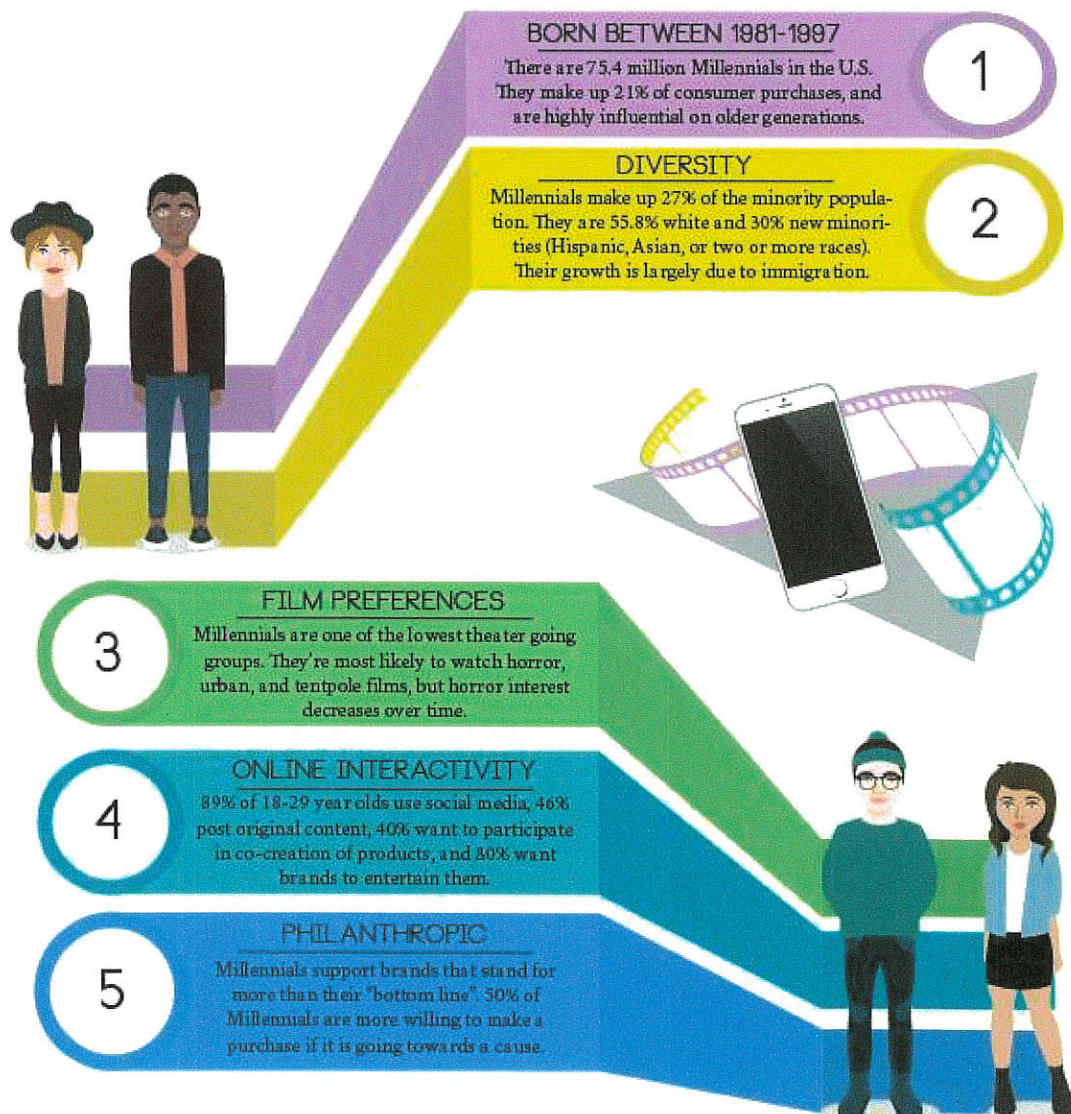 BORN BETWEEN 1981-1997
There are 75.4 million Millennials in the U.S.
They make up 21% of consumer purchases, and
are highly influential on older generations.
1
DIVERSITY
Millennials make up 27% of the minority popula-
tion. They are 55.8% white and 30% new minori-
ties (Hispanic, Asian, or two or more races).
Their growth is largely due to immigration.
2
3
FILM PREFERENCES
Millennials are one of the lowest theater going
groups. They're most likely to watch horror,
urban, and tentpole films, but horror interest
decreases over time.
4
ONLINE INTERACTIVITY
89% of 18-29 year olds use social media, 46%
post original content, 40% want to participate
in co-creation of products, and 80% want
brands to entertain them.
5
PHILANTHROPIC
Millennials support brands that stand for
more than their "bottom line". 50% of
Millennials are more willing to make a
purchase if it is going towards a cause.